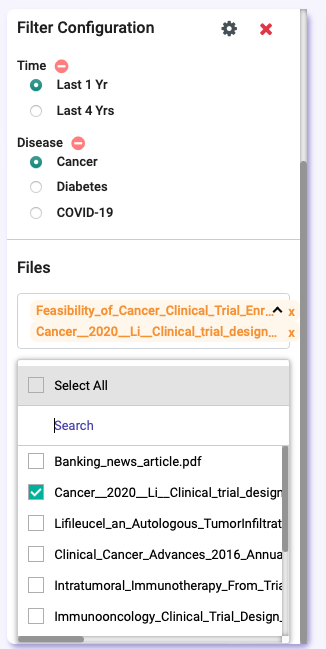 Filter Configuration
Time
Last 1 Yr
Last 4 Yrs
Disease
Cancer
Diabetes
COVID-19
Files
Feasibility_of_Cancer_Clinical_Trial_Enr... x
Cancer__2020__Li__Clinical_trial_design_... x
Select All
Search
Banking_news_article.pdf
Cancer__2020__Li__Clinical_trial_design
Lifileucel_an_Autologous_TumorInfiltrat
Clinical_Cancer_Advances_2016_Annua
Intratumoral_Immunotherapy_From_Tria
Immunooncology_Clinical_Trial_Design_